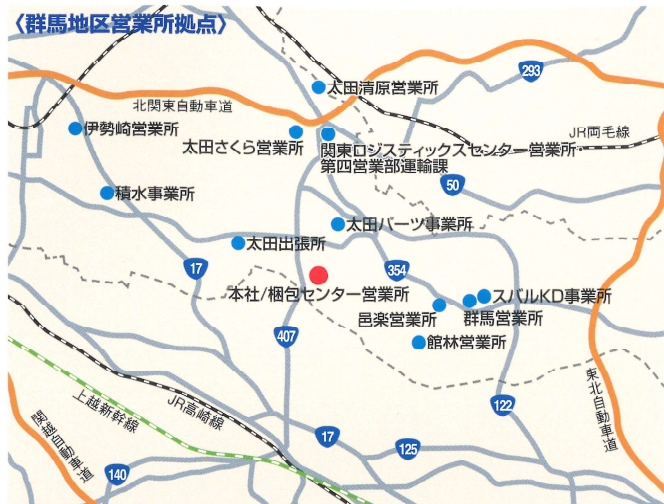 〈群馬地区営業所拠点〉
293
太田清原営業所
北関東自動車道
伊勢崎営業所
太田さくら営業所
関東ロジスティックスセンター営業所
第四営業部運輸課
JR両毛線
50
積水事業所
太田パーツ事業所
太田出張所
17
354
本社/梱包センター営業所
スバルKD事業所
群馬営業所
邑楽営業所
407
館林営業所
東北自動車道
JR高崎線
上越新幹線
122
関越自動車道
17
125
140